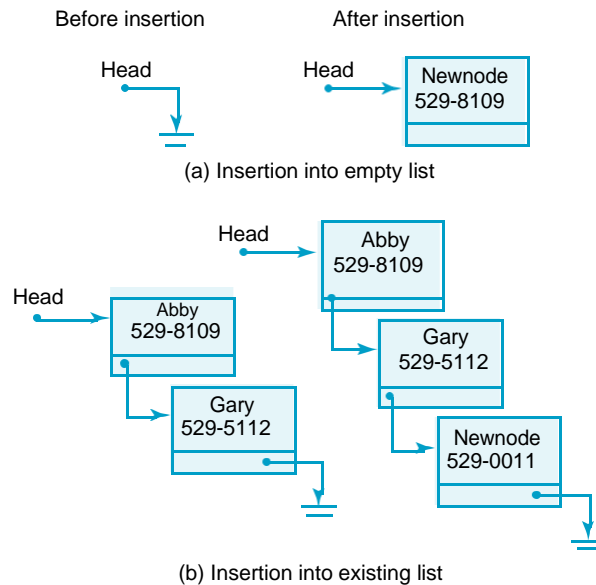 Before insertion
After insertion
Head
Head
Newnode
529-8109
(a) Insertion into empty list
Head
Abby
529-8109
Gary
529-5112
Head
Abby
529-8109
Gary
529-5112
Newnode
529-0011
(b) Insertion into existing list